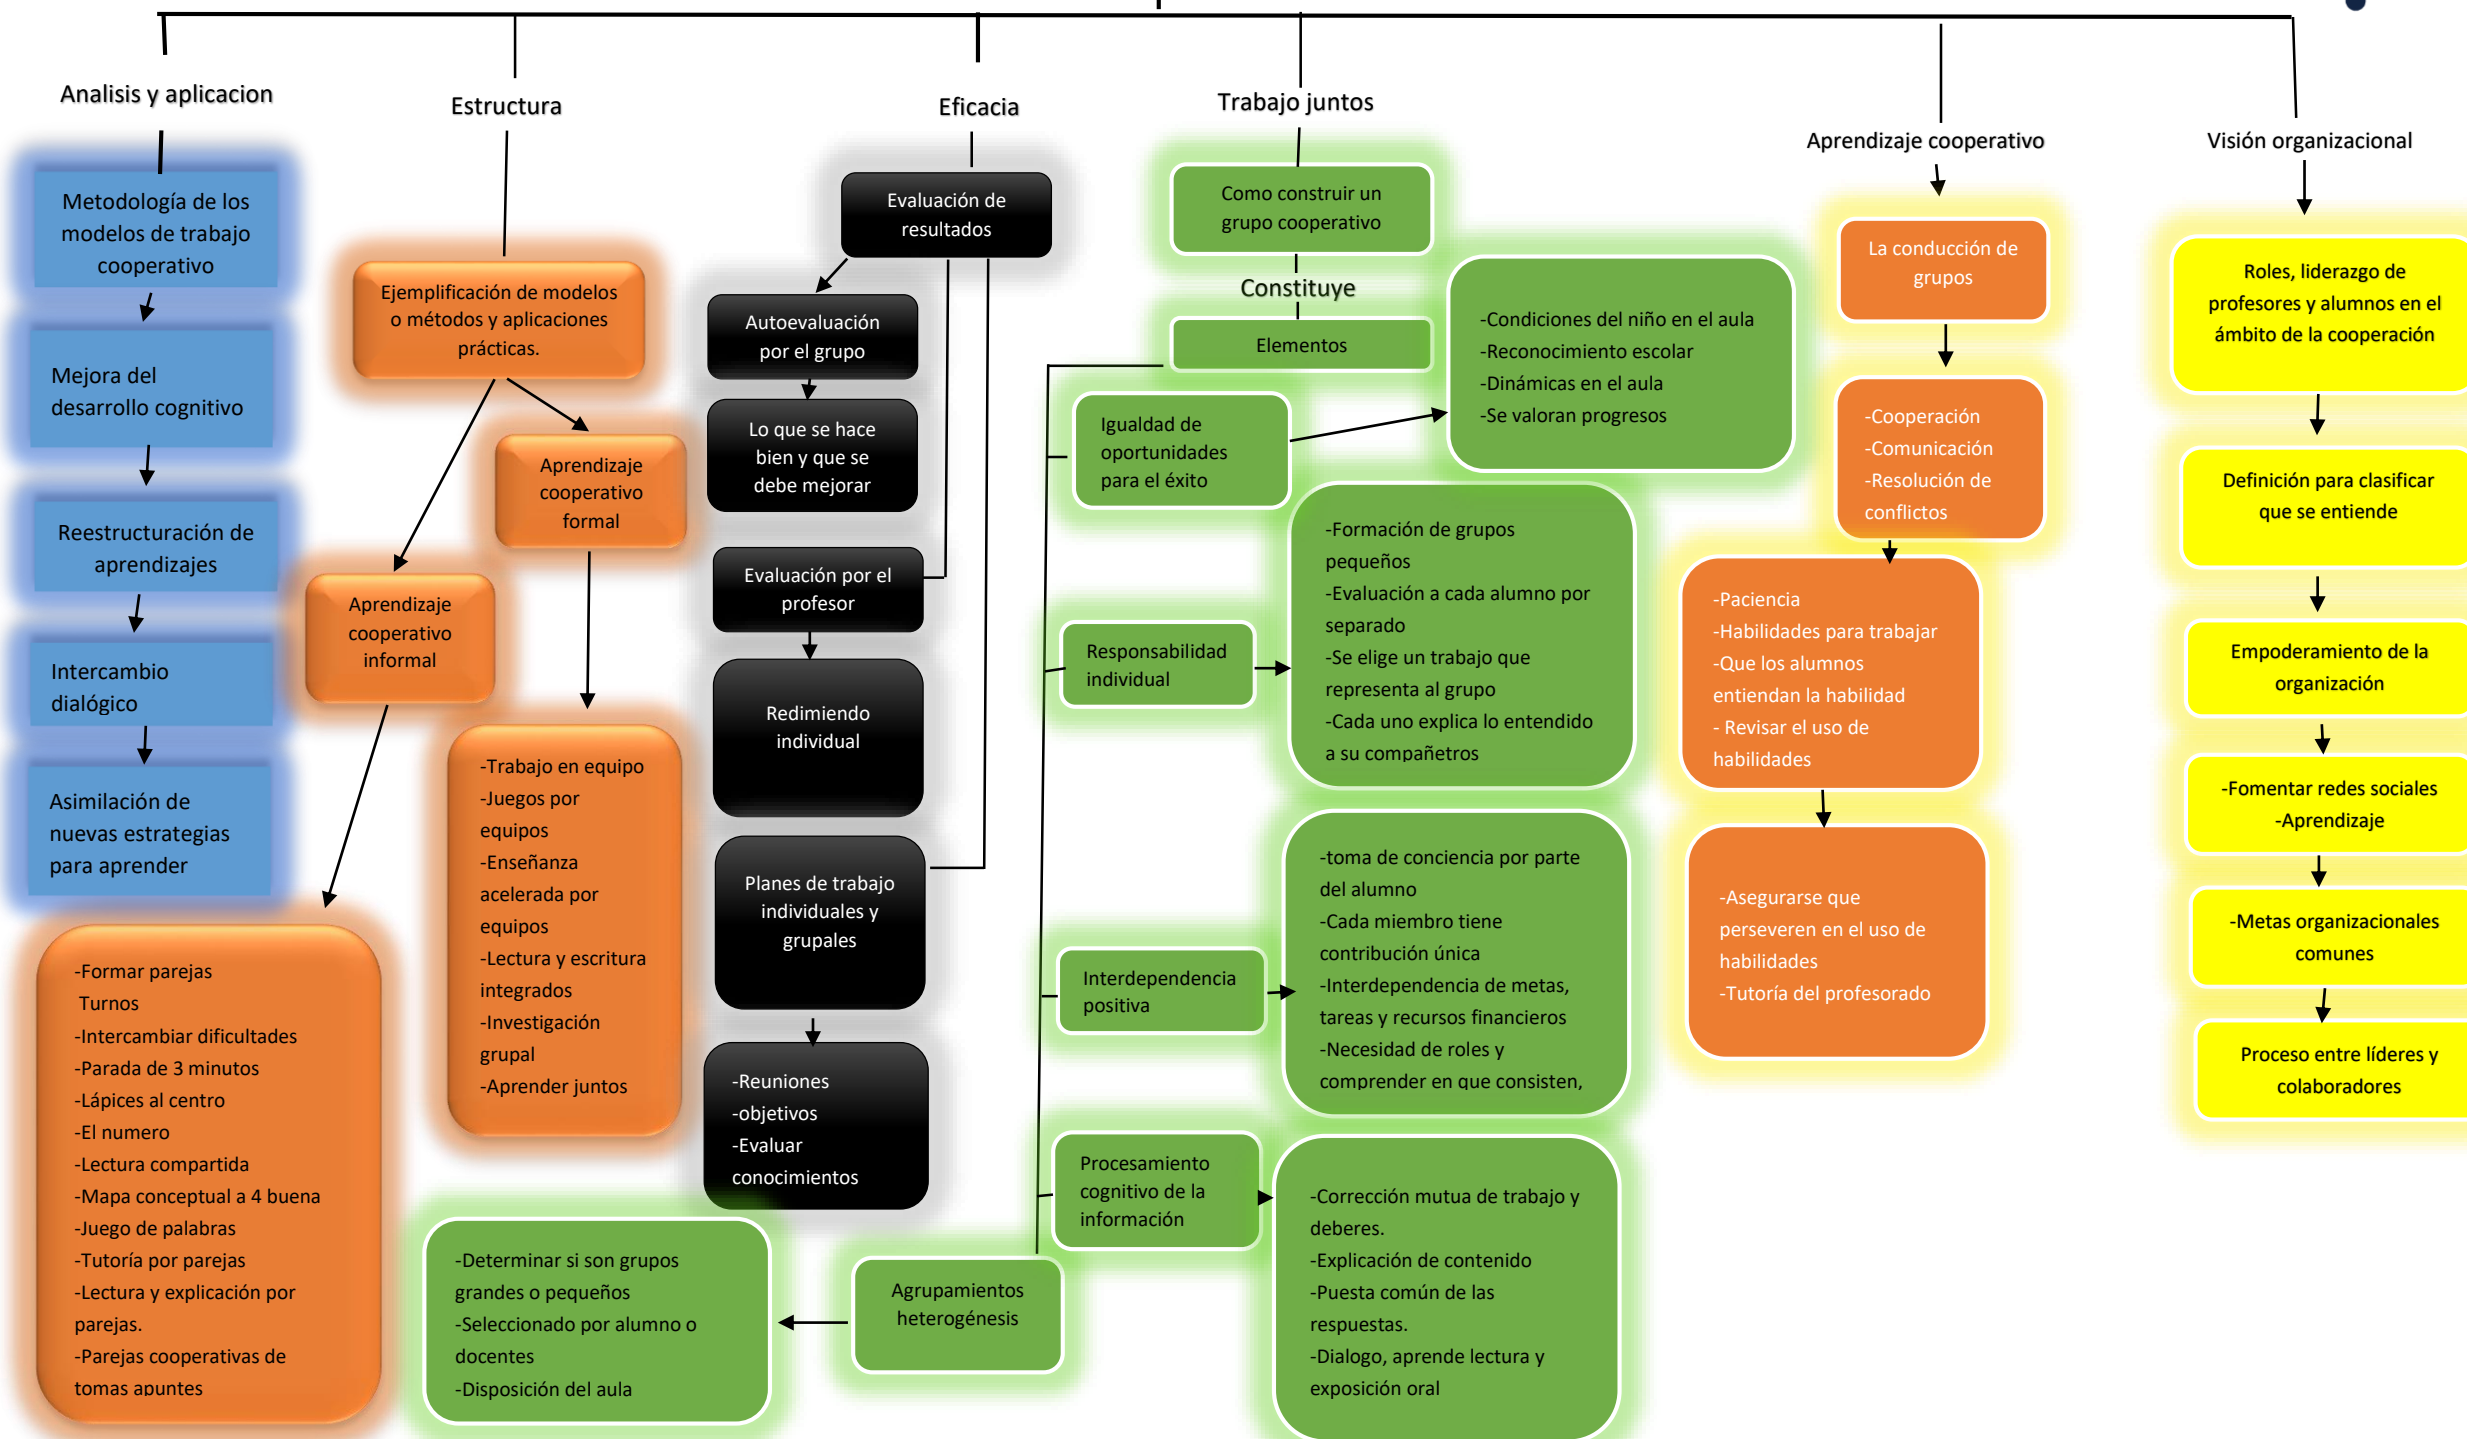 Analisis y aplicacion
Metodología de los
modelos de trabajo
cooperativo
Mejora del
desarrollo cognitivo
Reestructuración de
aprendizajes
Intercambio
dialógico
Asimilación de
nuevas estrategias
para aprender
Estructura
Ejemplificación de modelos
o métodos y aplicaciones
prácticas.
Aprendizaje
cooperativo
formal
Aprendizaje
cooperativo
informal
-Trabajo en equipo
-Juegos por
equipos
-Enseñanza
acelerada por
equipos
-Lectura y escritura
integrados
-Investigación
grupal
-Aprender juntos
-Formar parejas
Turnos
-Intercambiar dificultades
-Parada de 3 minutos
-Lápices al centro
-El numero
-Lectura compartida
-Mapa conceptual a 4 buena
-Juego de palabras
-Tutoría por parejas
-Lectura y explicación por
parejas.
-Parejas cooperativas de
tomas apuntes
Eficacia
Evaluación de
resultados
Autoevaluación
por el grupo
Lo que se hace
bien y que se
debe mejorar
Evaluación por el
profesor
Redimiendo
individual
Planes de trabajo
individuales y
grupales
-Reuniones
-objetivos
-Evaluar
conocimientos
Trabajo juntos
Como construir un
grupo cooperativo
Constituye
Elementos
Igualdad de
oportunidades
para el éxito
-Condiciones del niño en el aula
-Reconocimiento escolar
-Dinámicas en el aula
-Se valoran progresos
Responsabilidad
individual
-Formación de grupos
pequeños
-Evaluación a cada alumno por
separado
-Se elige un trabajo que
representa al grupo
-Cada uno explica lo entendido
a su compañetros
Interdependencia
positiva
-toma de conciencia por parte
del alumno
-Cada miembro tiene
contribución única
-Interdependencia de metas,
tareas y recursos financieros
-Necesidad de roles y
comprender en que consisten,
Procesamiento
cognitivo de la
información
-Corrección mutua de trabajo y
deberes.
-Explicación de contenido
-Puesta común de las
respuestas.
-Dialogo, aprende lectura y
exposición oral
Agrupamientos
heterogénesis
-Determinar si son grupos
grandes o pequeños
-Seleccionado por alumno o
docentes
-Disposición del aula
Aprendizaje cooperativo
La conducción de
grupos
-Cooperación
-Comunicación
-Resolución de
conflictos
-Paciencia
-Habilidades para trabajar
-Que los alumnos
entiendan la habilidad
- Revisar el uso de
habilidades
-Asegurarse que
perseveren en el uso de
habilidades
-Tutoría del profesorado
Visión organizacional
Roles, liderazgo de
profesores y alumnos en el
ámbito de la cooperación
Definición para clasificar
que se entiende
Empoderamiento de la
organización
-Fomentar redes sociales
-Aprendizaje
-Metas organizacionales
comunes
Proceso entre líderes y
colaboradores